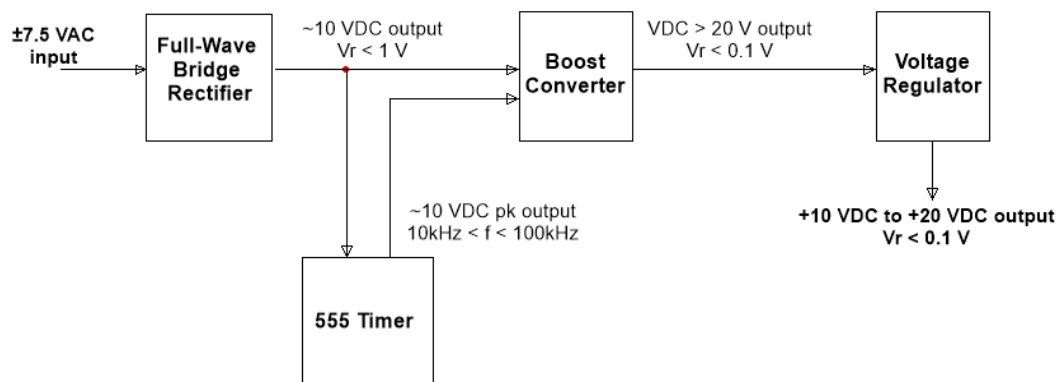 ±7.5 VAC
input
Full-Wave
Bridge
Rectifier
~10 VDC output
Vr < 1 V
Boost
Converter
VDC > 20 V output
Vr < 0.1 V
Voltage
Regulator
~10 VDC pk output
10kHz < f < 100kHz
+10 VDC to +20 VDC output
Vr < 0.1 V
555 Timer